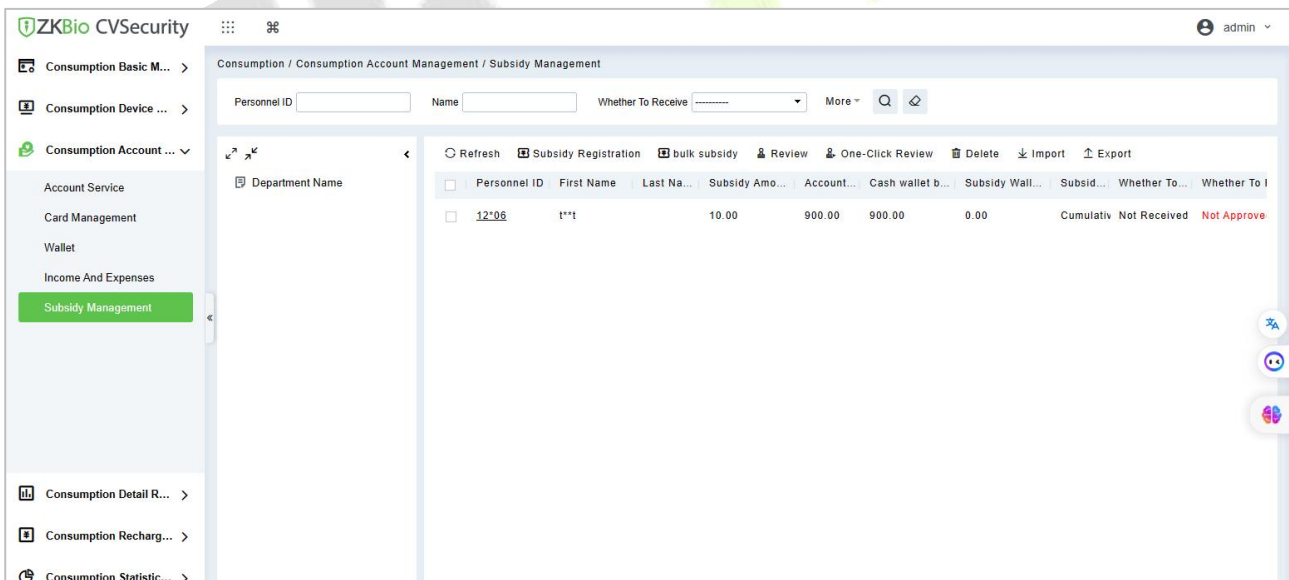 ZKBio CVSecurity
admin
Consumption Basic M...
Consumption Device ...
Consumption Account ...
Account Service
Card Management
Wallet
Income And Expenses
Subsidy Management
Consumption Detail R...
Consumption Recharg...
Consumption Statistic...
Consumption / Consumption Account Management / Subsidy Management
Personnel ID Name Whether To Receive ---------- More
Department Name
Refresh Subsidy Registration bulk subsidy Review One-Click Review Delete Import Export
Personnel ID First Name Last Na... Subsidy Amo... Account... Cash wallet b... Subsidy Wall... Subsid... Whether To... Whether To
12*06 t**t 10.00 900.00 900.00 0.00 Cumulativ Not Received Not Approve